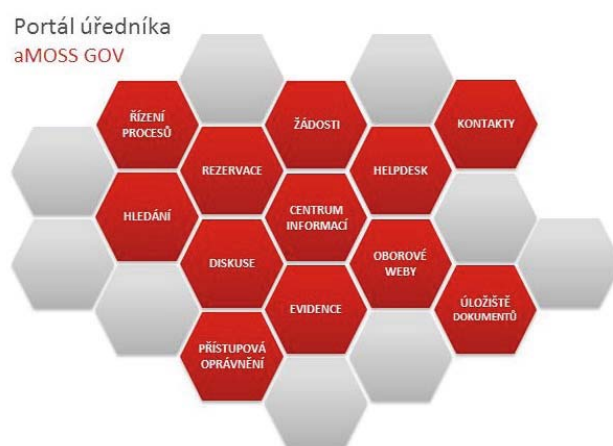 Portál úředníka
aMOSS GOV
ŘÍZENÍ
PROCESŮ
ŽÁDOSTI
KONTAKTY
REZERVACE
HELPDESK
HLEDÁNÍ
CENTRUM
INFORMACÍ
DISKUSE
OBOROVÉ
WEBY
EVIDENCE
ÚLOŽIŠTĚ
DOKUMENTŮ
PŘÍSTUPOVÁ
OPRÁVNĚNÍ